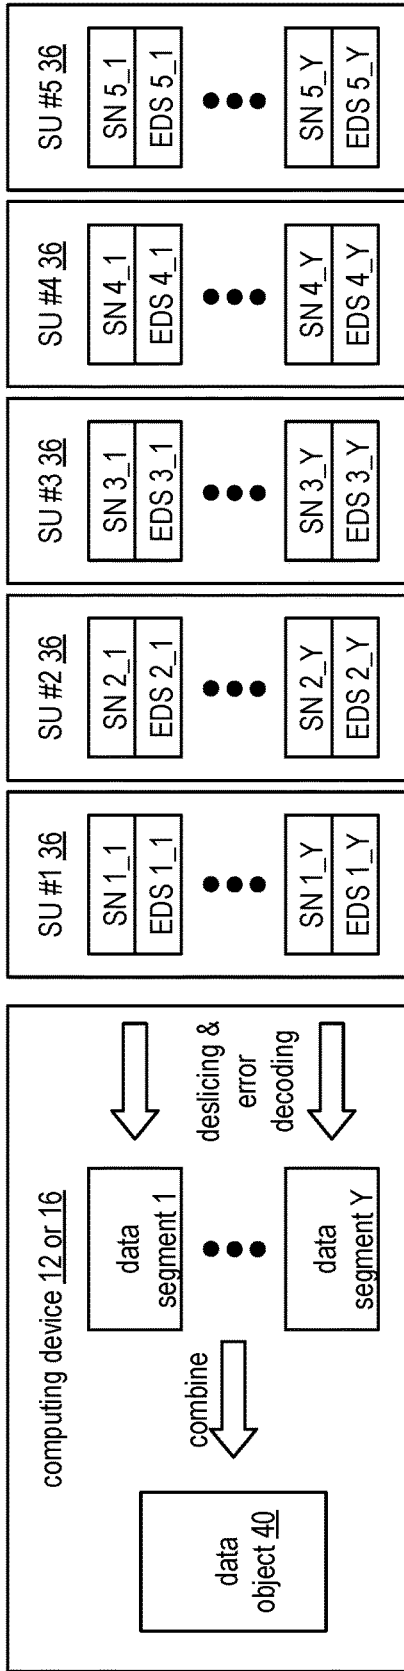 computing device 12 or 16
data
object 40
combine
data
segment 1
data
segment Y
deslicing &
error
decoding
SU #1 36
SN 1_1
EDS 1_1
SN 1_Y
EDS 1_Y
SU #2 36
SN 2_1
EDS 2_1
SN 2_Y
EDS 2_Y
SU #3 36
SN 3_1
EDS 3_1
SN 3_Y
EDS 3_Y
SU #4 36
SN 4_1
EDS 4_1
SN 4_Y
EDS 4_Y
SU #5 36
SN 5_1
EDS 5_1
SN 5_Y
EDS 5_Y